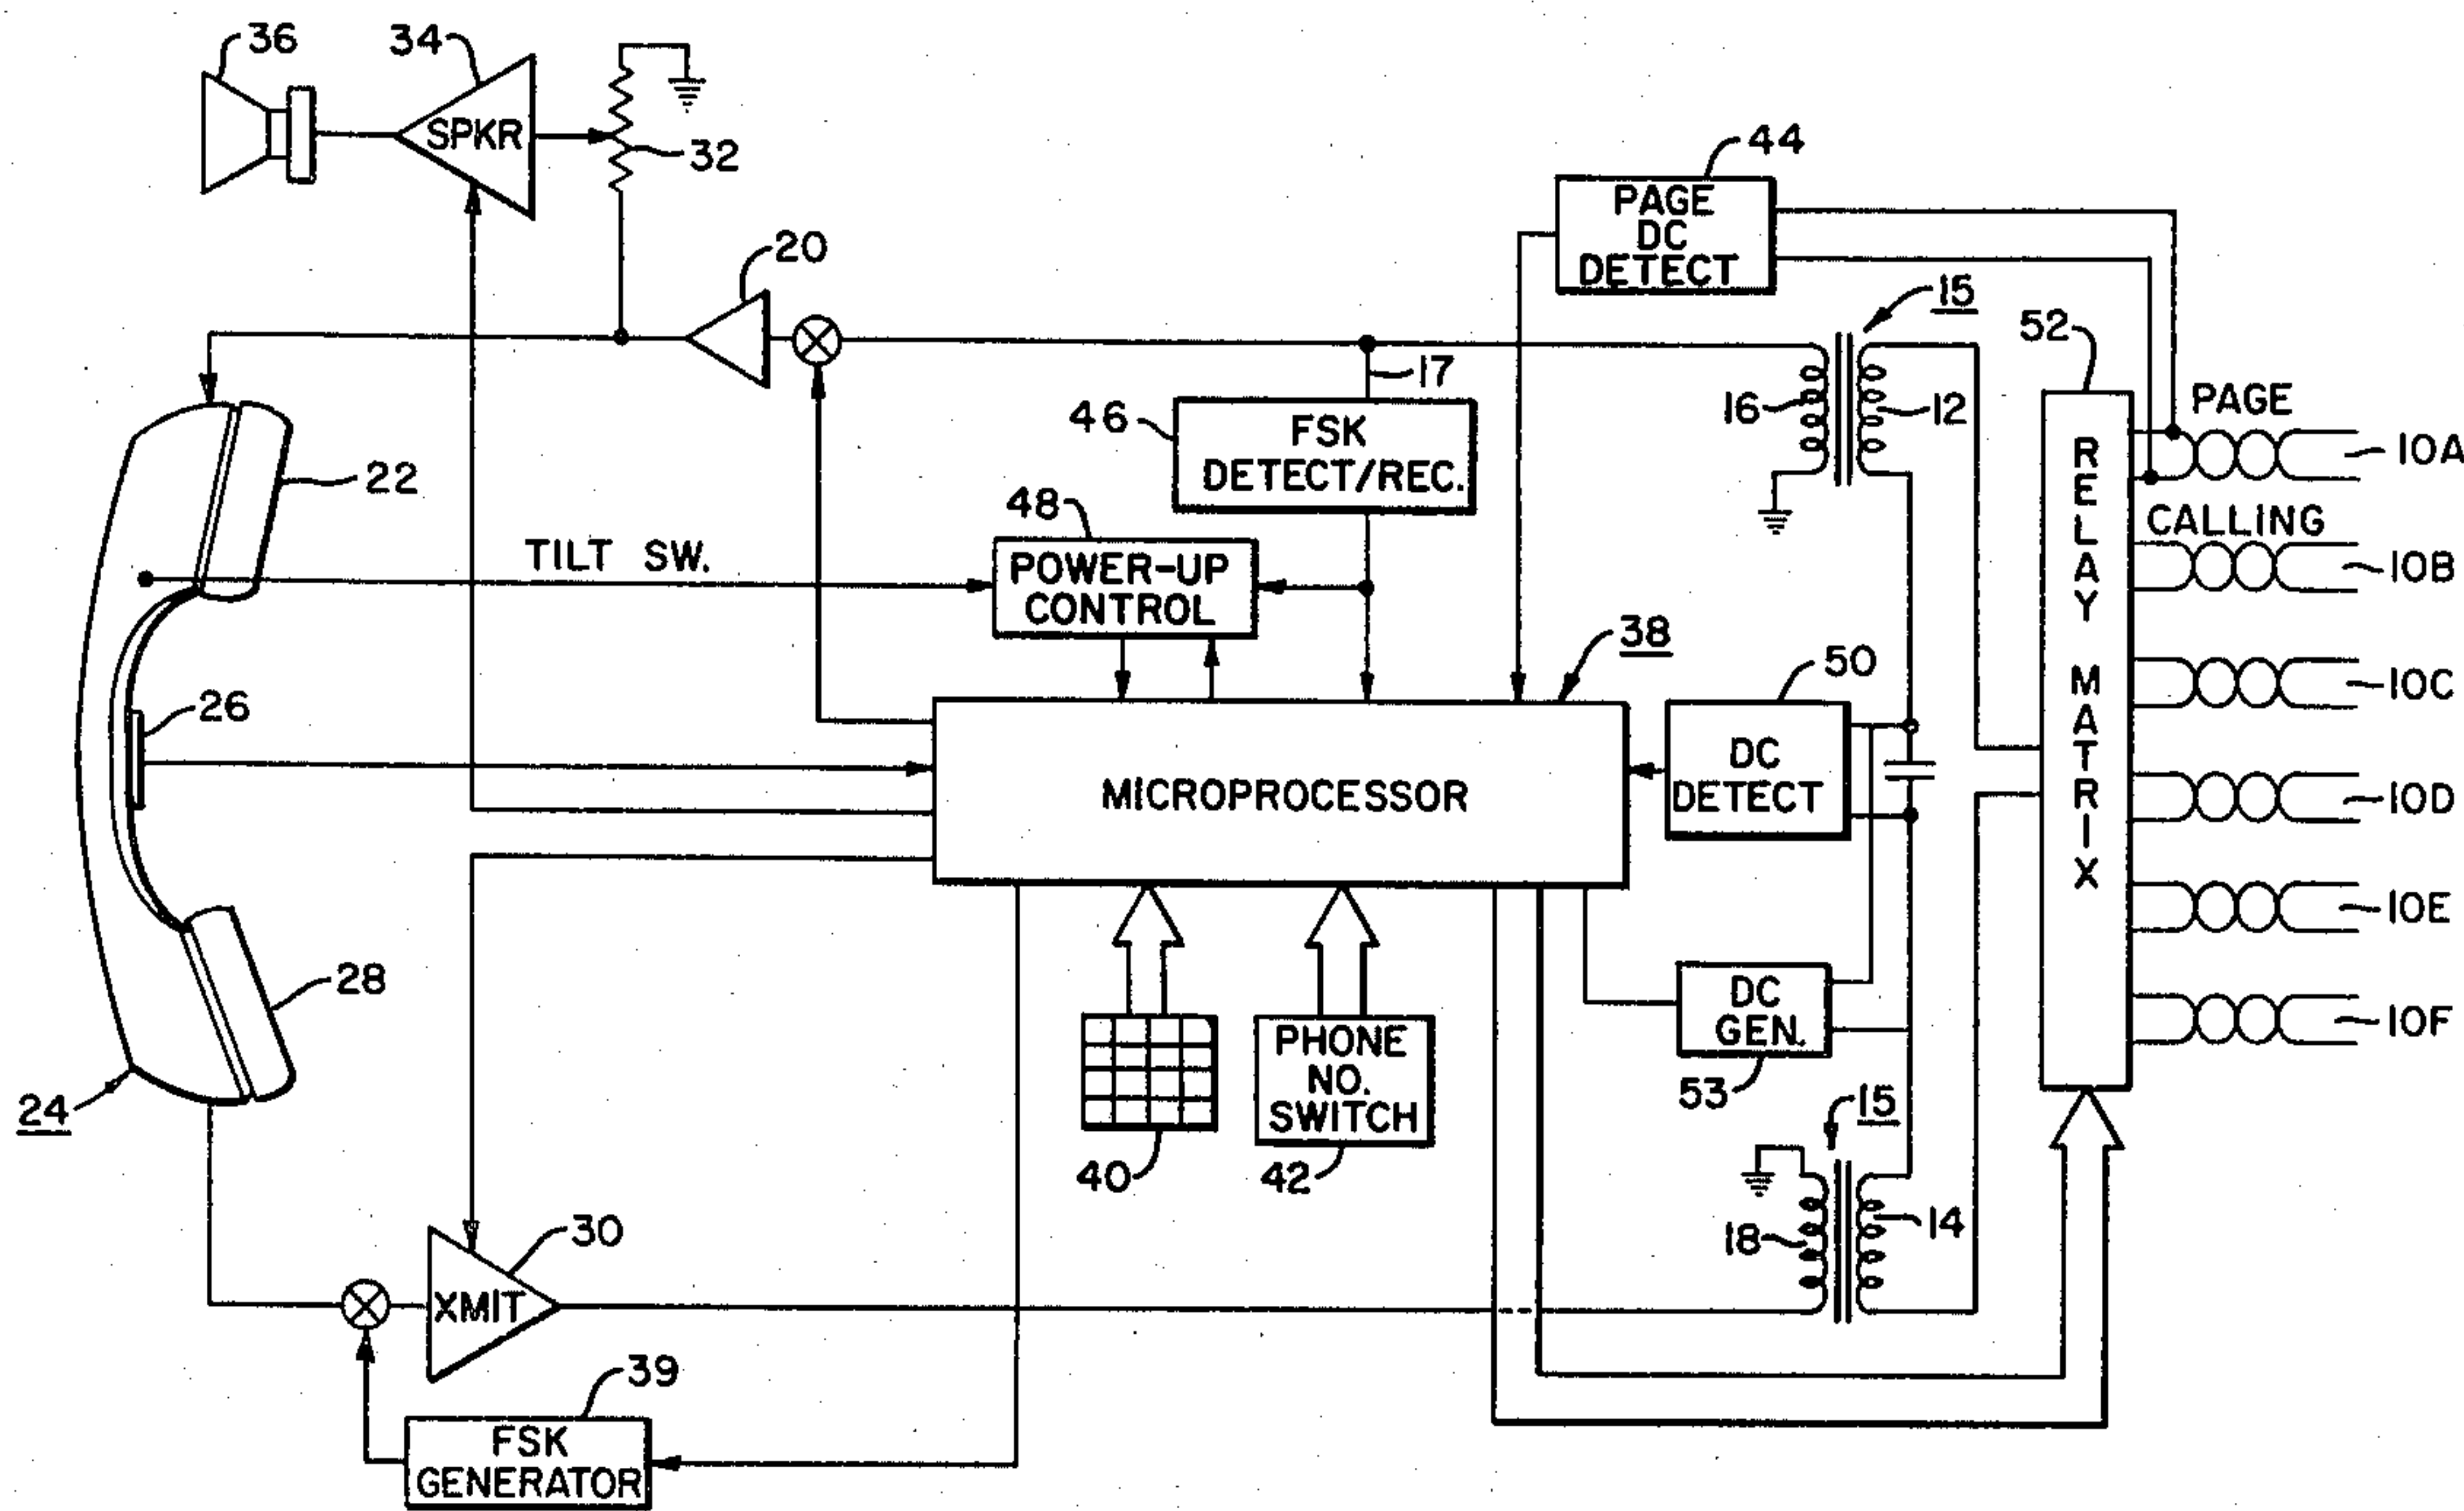 36
34
SPKR
32
44
PAGE
DC
DETECT
20
15
52
17
16
12
PAGE
10A
46
FSK
DETECT/REC.
22
CALLING
48
TILT SW.
POWER-UP
CONTROL
10B
RELAY MATRIX
38
50
10C
26
DC
DETECT
MICROPROCESSOR
10D
10E
28
DC
GEN.
10F
PHONE
NO.
SWITCH
53
24
15
40
42
30
14
18
XMIT
39
FSK
GENERATOR